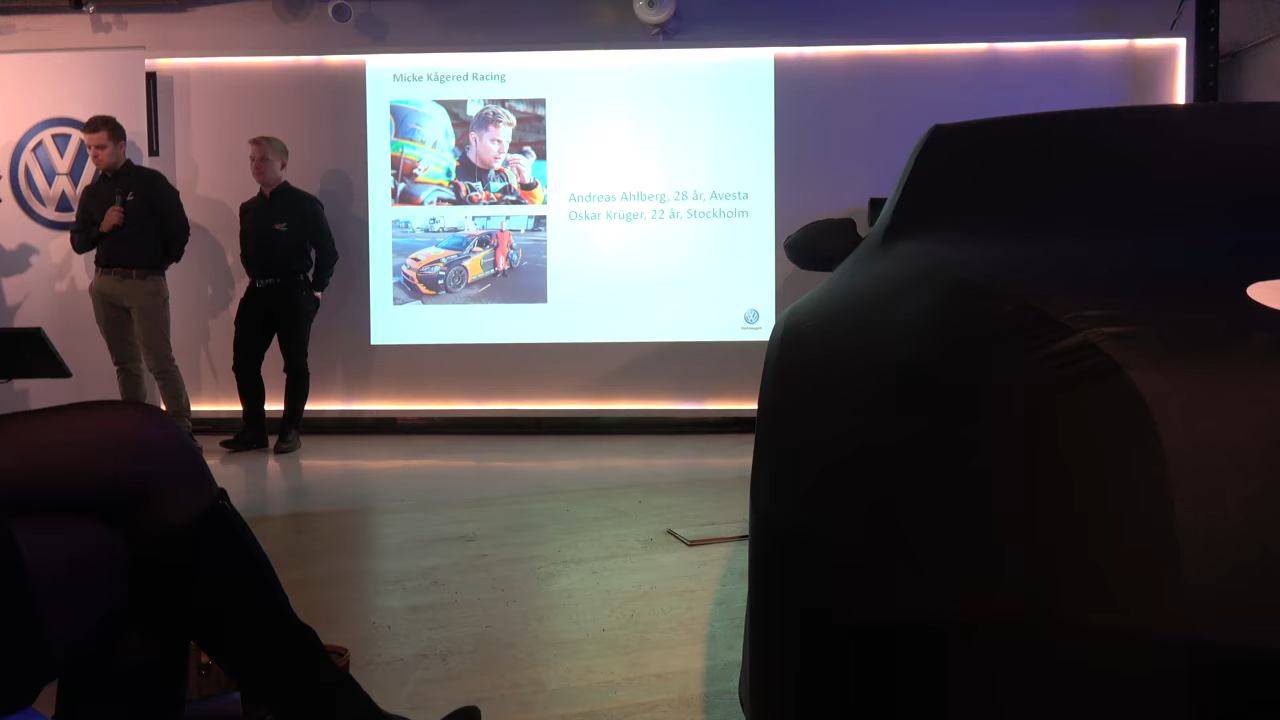 Micke Kågered Racing
Andreas Ahlberg, 28 år, Avesta
Oskar Krüger, 22 år, Stockholm